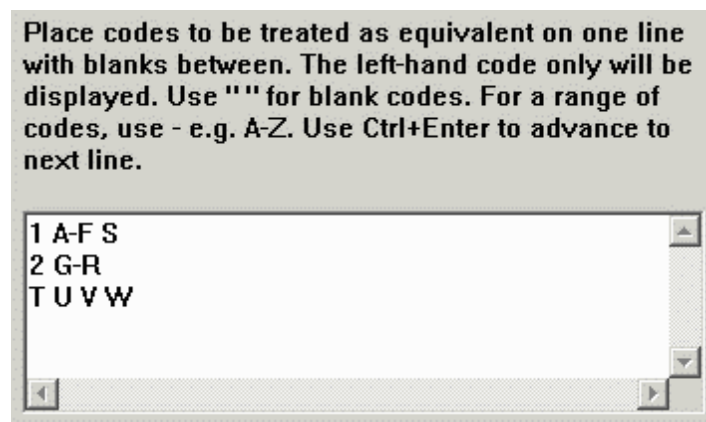 Place codes to be treated as equivalent on one line
with blanks between. The left-hand code only will be
displayed. Use " " for blank codes. For a range of
codes, use - e.g. A-Z. Use Ctrl+Enter to advance to
next line.
1 A-F S
2 G-R
T U V W